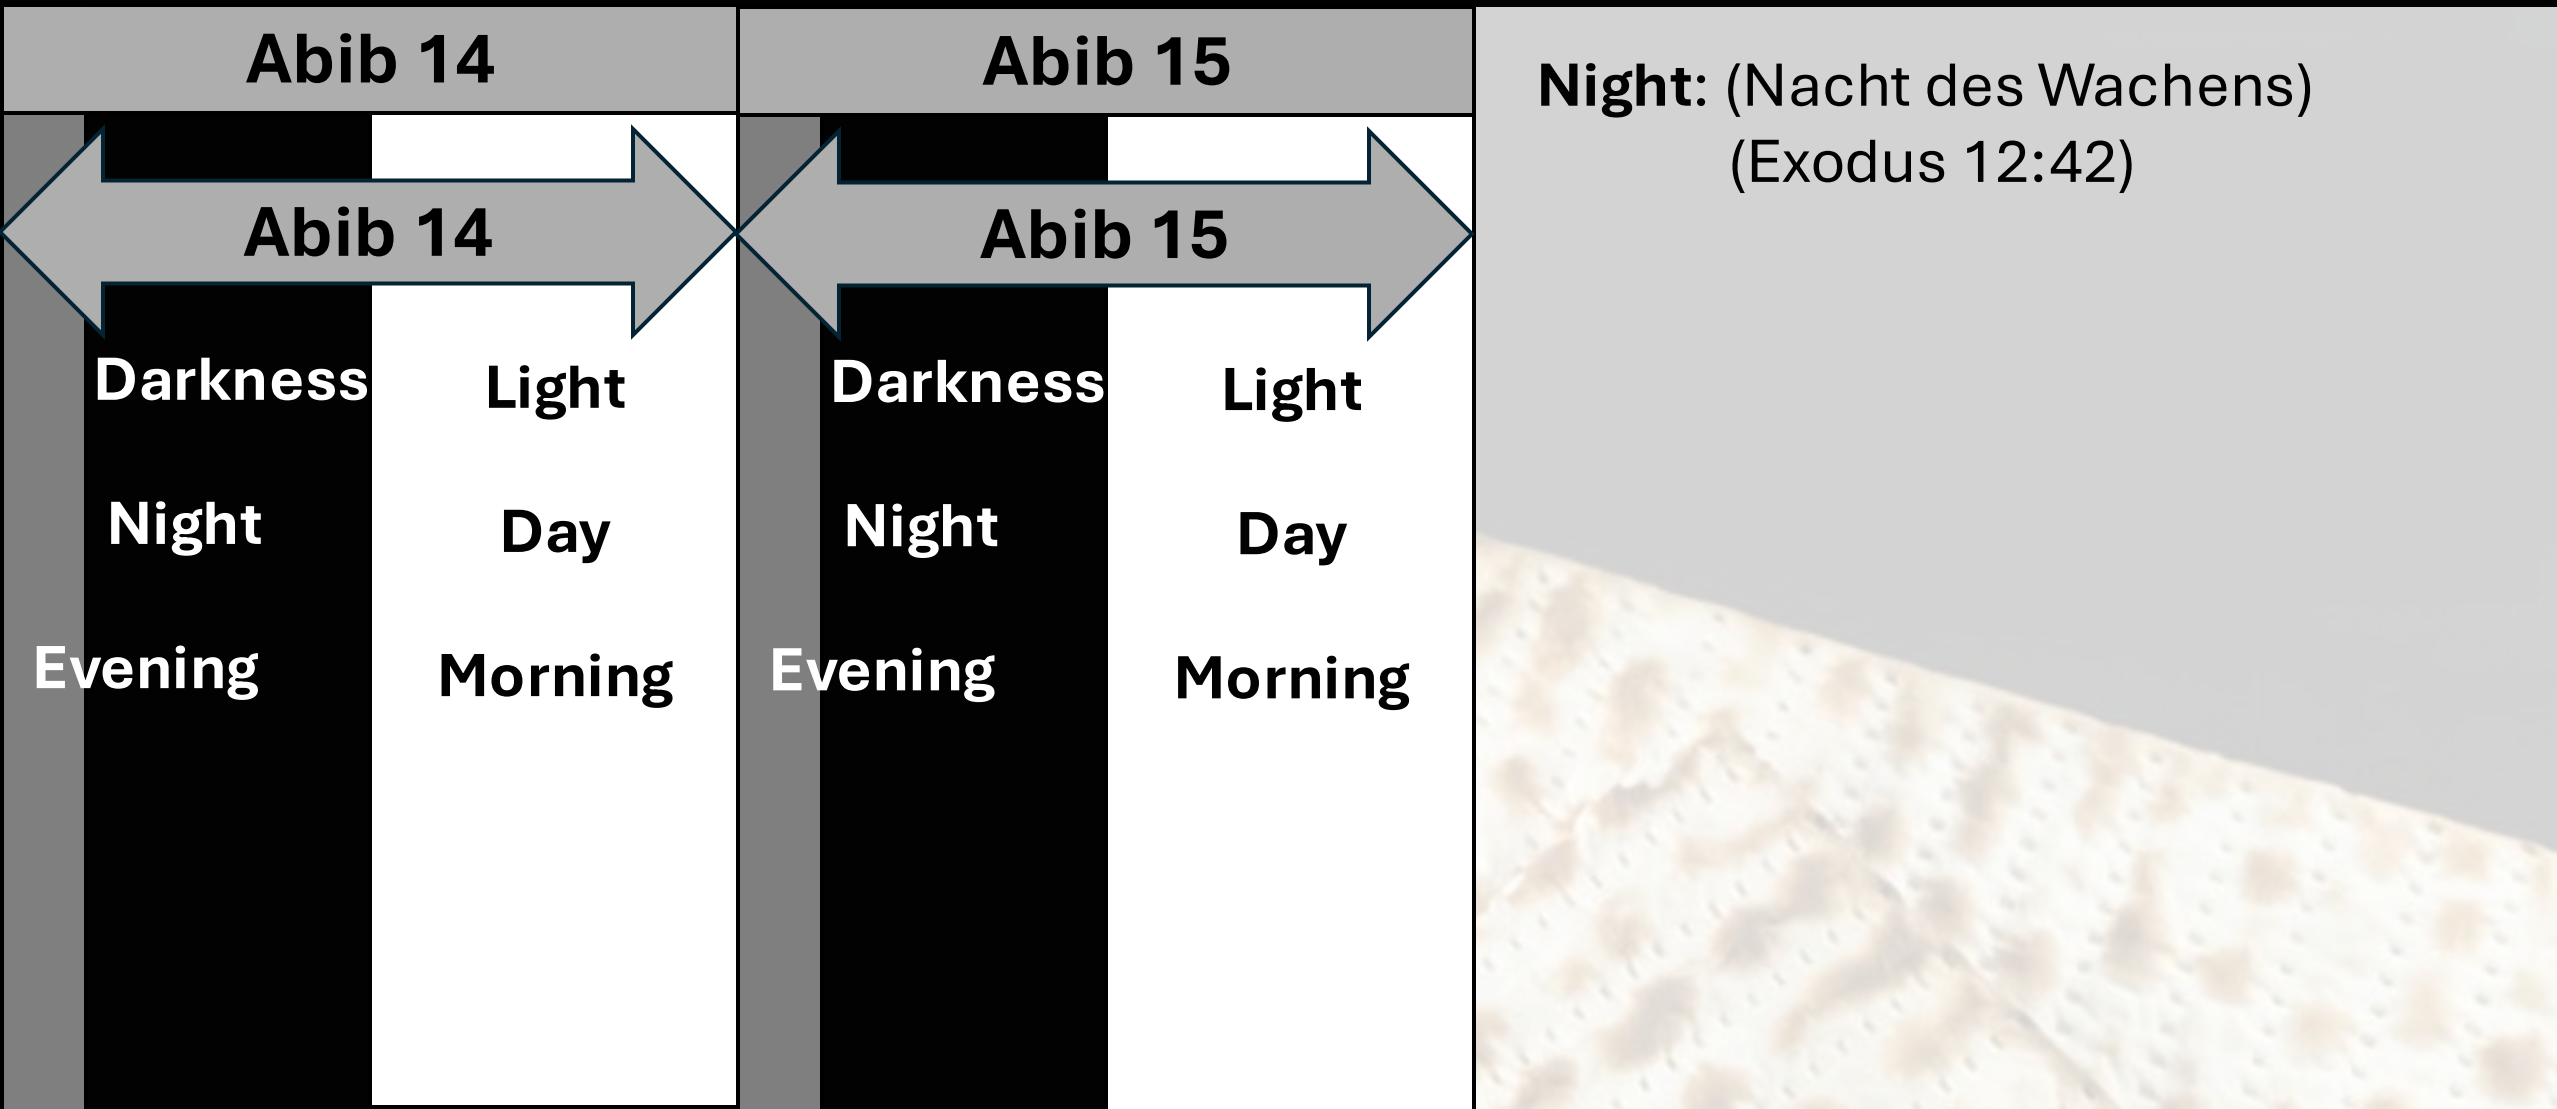 Abib 14
Abib 15
Night: (Nacht des Wachens)
(Exodus 12:42)
Abib 14
Abib 15
Darkness
Light
Darkness
Light
Night
Day
Night
Day
Evening
Morning
Evening
Morning